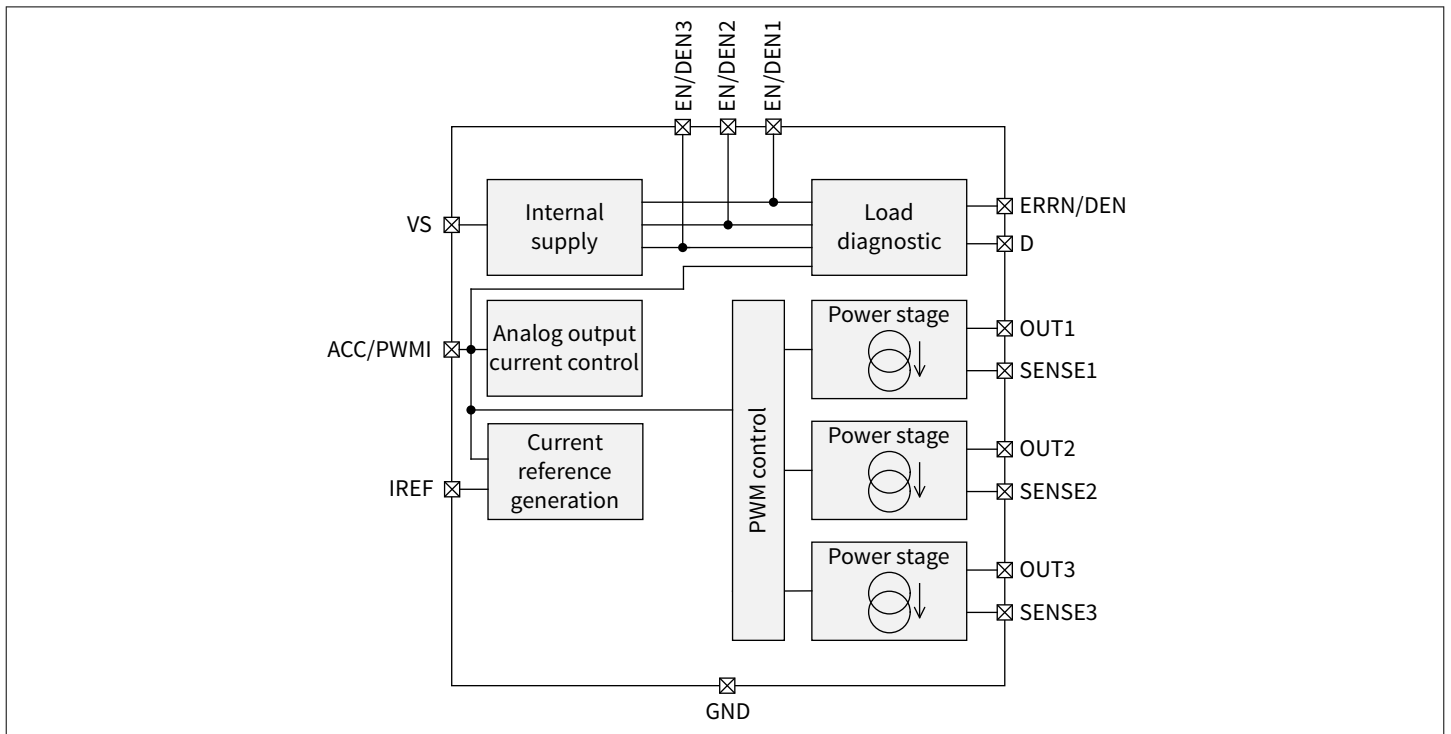 EN/DEN3
EN/DEN2
EN/DEN1
VS
Internal
supply
Load
diagnostic
ERRN/DEN
D
ACC/PWMI
Analog output
current control
Power stage
OUT1
SENSE1
IREF
Current
reference
generation
PWM control
Power stage
OUT2
SENSE2
Power stage
OUT3
SENSE3
GND